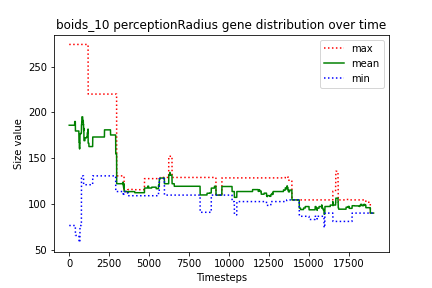 boids_10 perceptionRadius gene distribution over time
max
mean
min
Size value
250
200
150
100
50
0 2500 5000 7500 10000 12500 15000 17500
Timesteps